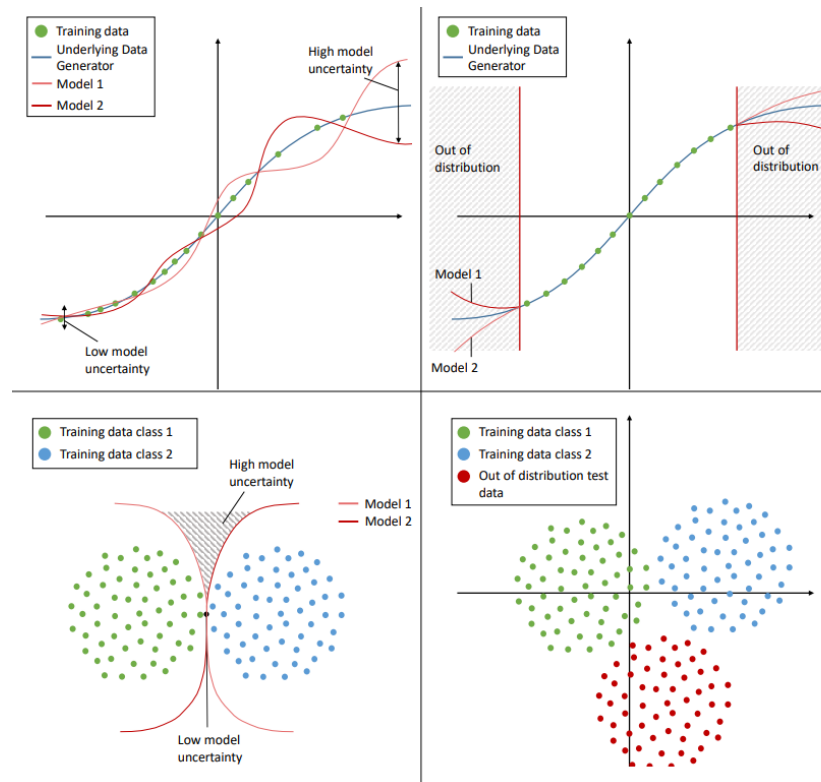 Training data
Underlying Data
Generator
Model 1
Model 2
High model
uncertainty
Low model
uncertainty
Training data
Underlying Data
Generator
Out of
distribution
Out of
distribution
Model 1
Model 2
Training data class 1
Training data class 2
High model
uncertainty
Model 1
Model 2
Low model
uncertainty
Training data class 1
Training data class 2
Out of distribution test
data